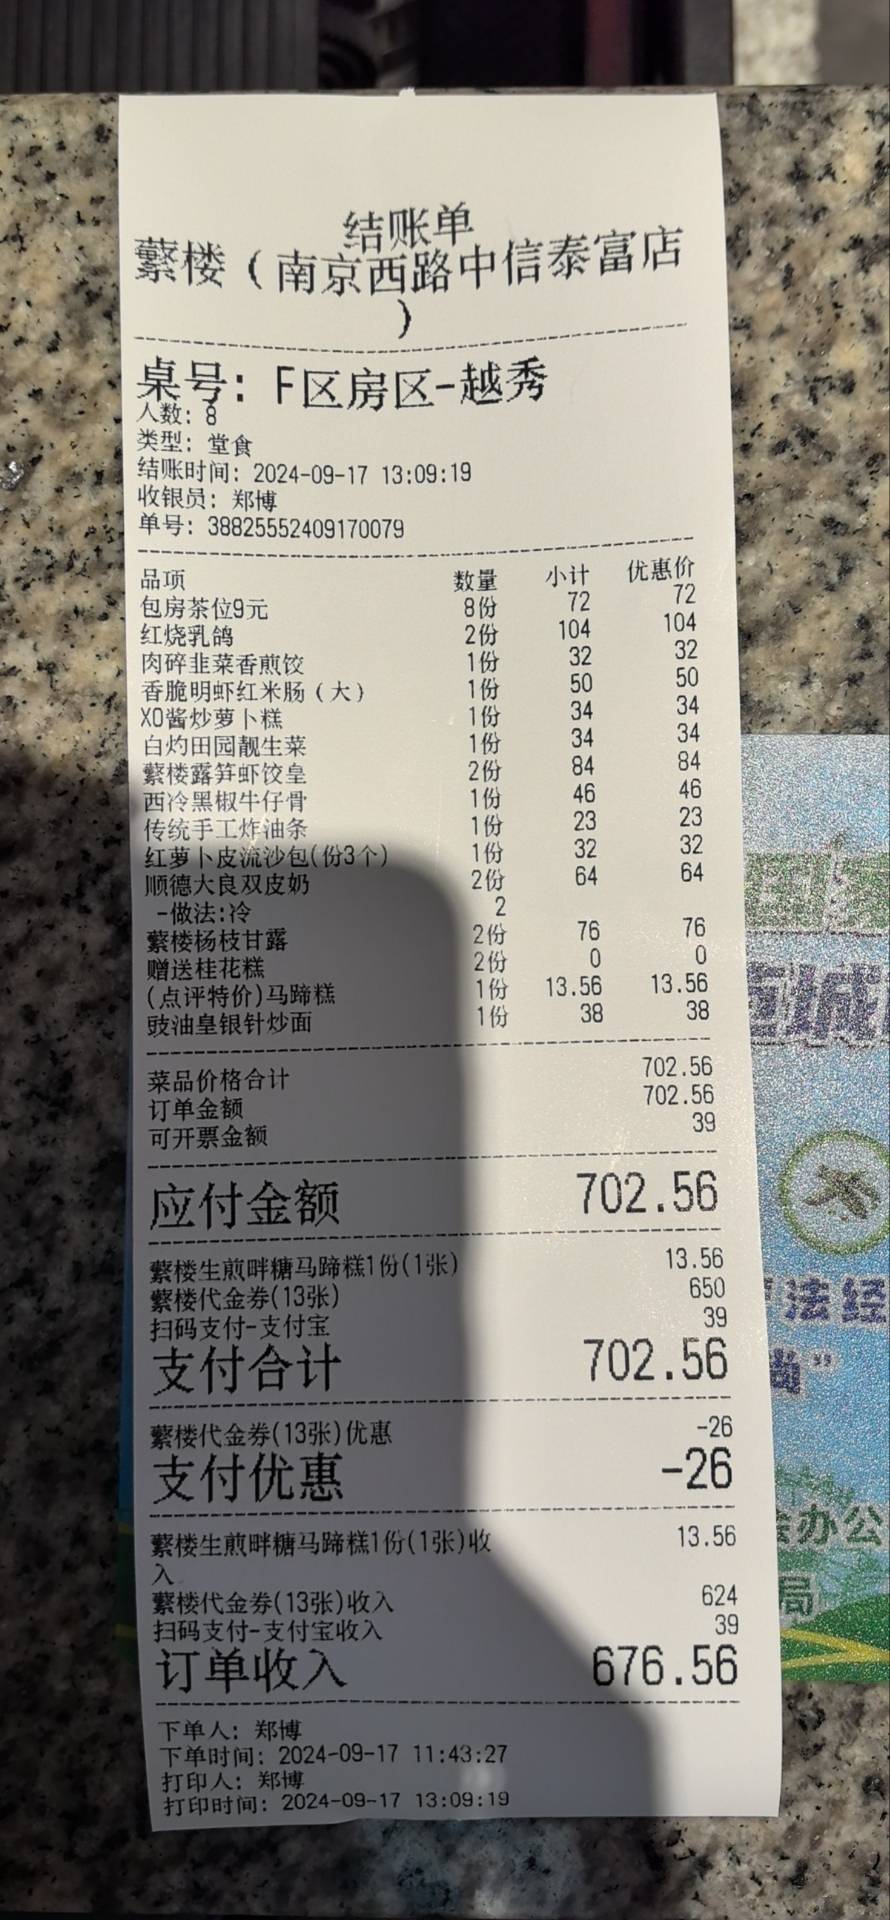 结账单
蘩楼（南京西路中信泰富店
）
桌号: F区房区-越秀
人数: 8
类型: 堂食
结账时间: 2024-09-17 13:09:19
收银员: 郑博
单号: 38825552409170079
品项 数量 小计 优惠价
包房茶位9元 8份 72 72
红烧乳鸽 2份 104 104
肉碎韭菜香煎饺 1份 32 32
香脆明虾红米肠（大） 1份 50 50
XO酱炒萝卜糕 1份 34 34
白灼田园靓生菜 1份 34 34
蘩楼露笋虾饺皇 2份 84 84
西冷黑椒牛仔骨 1份 46 46
传统手工炸油条 1份 23 23
红萝卜皮流沙包(份3个) 1份 32 32
顺德大良双皮奶 2份 64 64
-做法:冷 2
蘩楼杨枝甘露 2份 76 76
赠送桂花糕 2份 0 0
(点评特价)马蹄糕 1份 13.56 13.56
豉油皇银针炒面 1份 38 38
菜品价格合计 702.56
订单金额 702.56
可开票金额 39
应付金额 702.56
蘩楼生煎畔糖马蹄糕1份(1张) 13.56
蘩楼代金券(13张) 650
扫码支付-支付宝 39
支付合计 702.56
蘩楼代金券(13张)优惠 -26
支付优惠 -26
蘩楼生煎畔糖马蹄糕1份(1张)收 13.56
入
蘩楼代金券(13张)收入 624
扫码支付-支付宝收入 39
订单收入 676.56
下单人: 郑博
下单时间: 2024-09-17 11:43:27
打印人: 郑博
打印时间: 2024-09-17 13:09:19
城
法经
尚”
办公
局